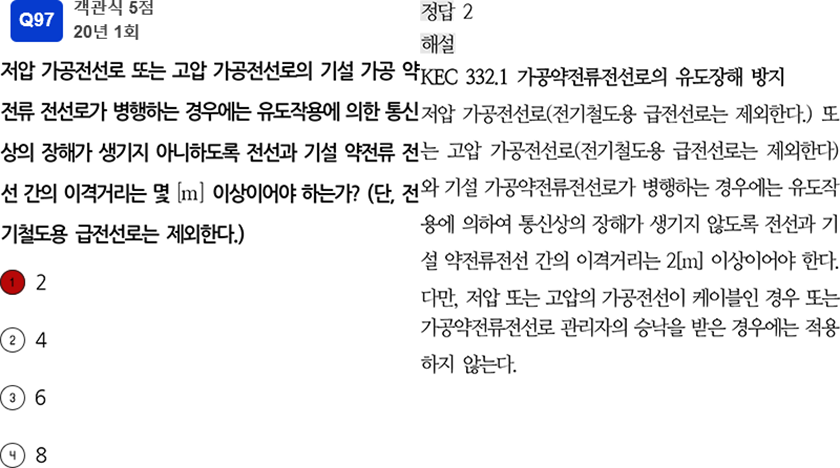 Q97
객관식 5점
20년 1회
저압 가공전선로 또는 고압 가공전선로의 기설 가공 약
전류 전선로가 병행하는 경우에는 유도작용에 의한 통신
상의 장해가 생기지 아니하도록 전선과 기설 약전류 전
선 간의 이격거리는 몇 [m] 이상이어야 하는가? (단, 전
기철도용 급전선로는 제외한다.)
1 2
2 4
3 6
4 8
정답 2
해설
KEC 332.1 가공약전류전선로의 유도장해 방지
저압 가공전선로(전기철도용 급전선로는 제외한다.) 또
는 고압 가공전선로(전기철도용 급전선로는 제외한다)
와 기설 가공약전류전선로가 병행하는 경우에는 유도작
용에 의하여 통신상의 장해가 생기지 않도록 전선과 기
설 약전류전선 간의 이격거리는 2[m] 이상이어야 한다.
다만, 저압 또는 고압의 가공전선이 케이블인 경우 또는
가공약전류전선로 관리자의 승낙을 받은 경우에는 적용
하지 않는다.